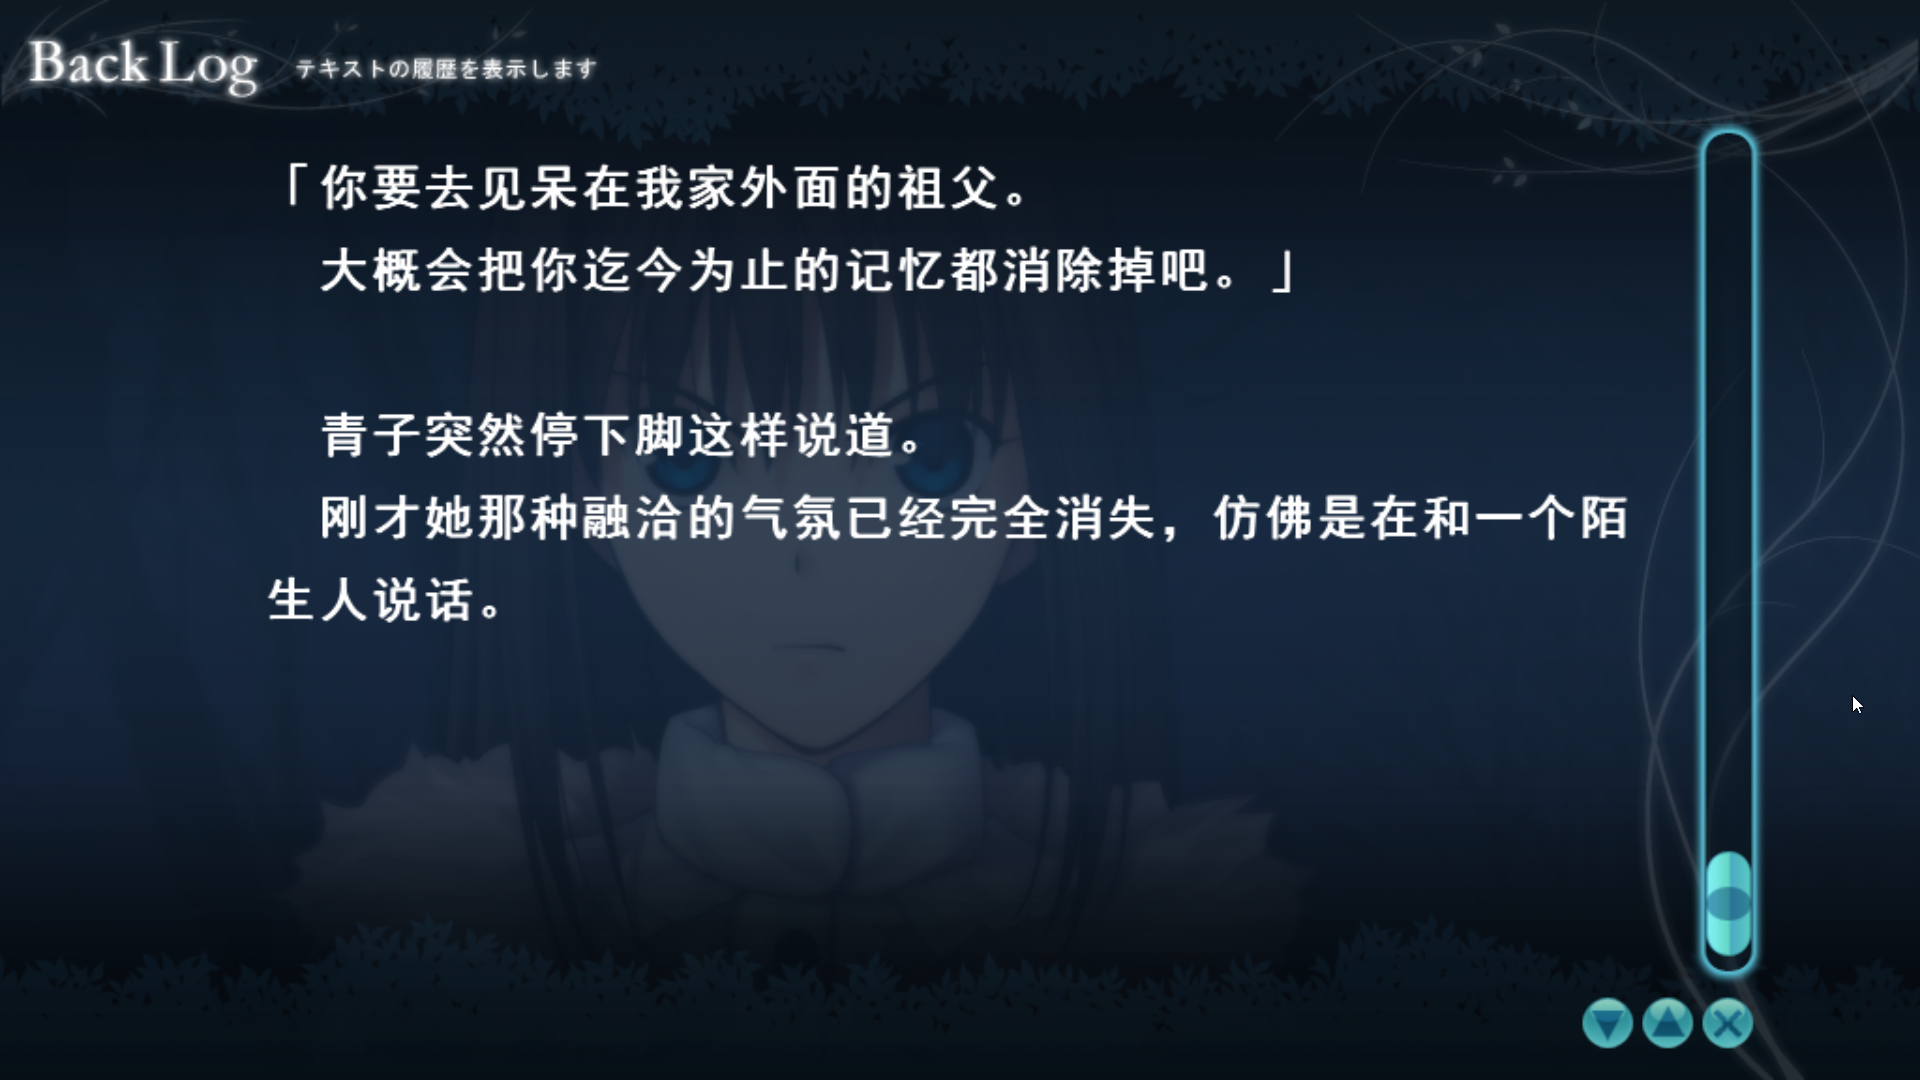 Back Log テキストの履歴を表示します
「你要去见呆在我家外面的祖父。
大概会把你迄今为止的记忆都消除掉吧。」
青子突然停下脚这样说道。
刚才她那种融洽的气氛已经完全消失，仿佛是在和一个陌
生人说话。